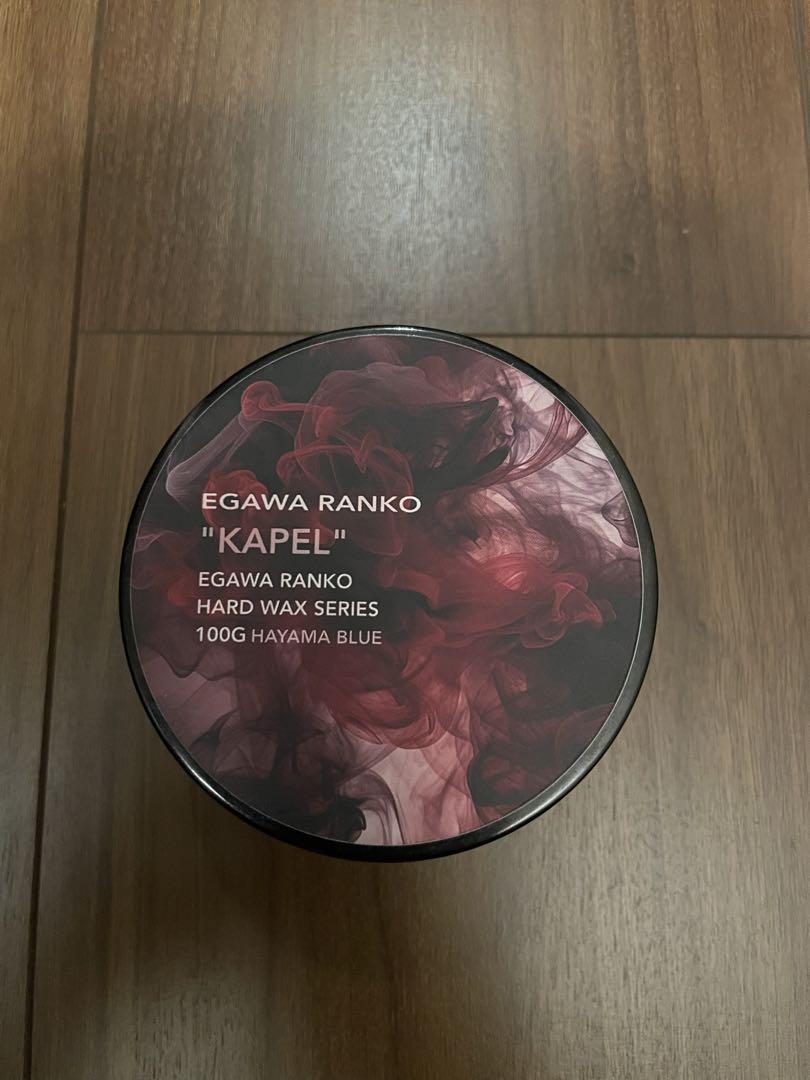 EGAWA RANKO
"KAPEL"
EGAWA RANKO
HARD WAX SERIES
100G HAYAMA BLUE